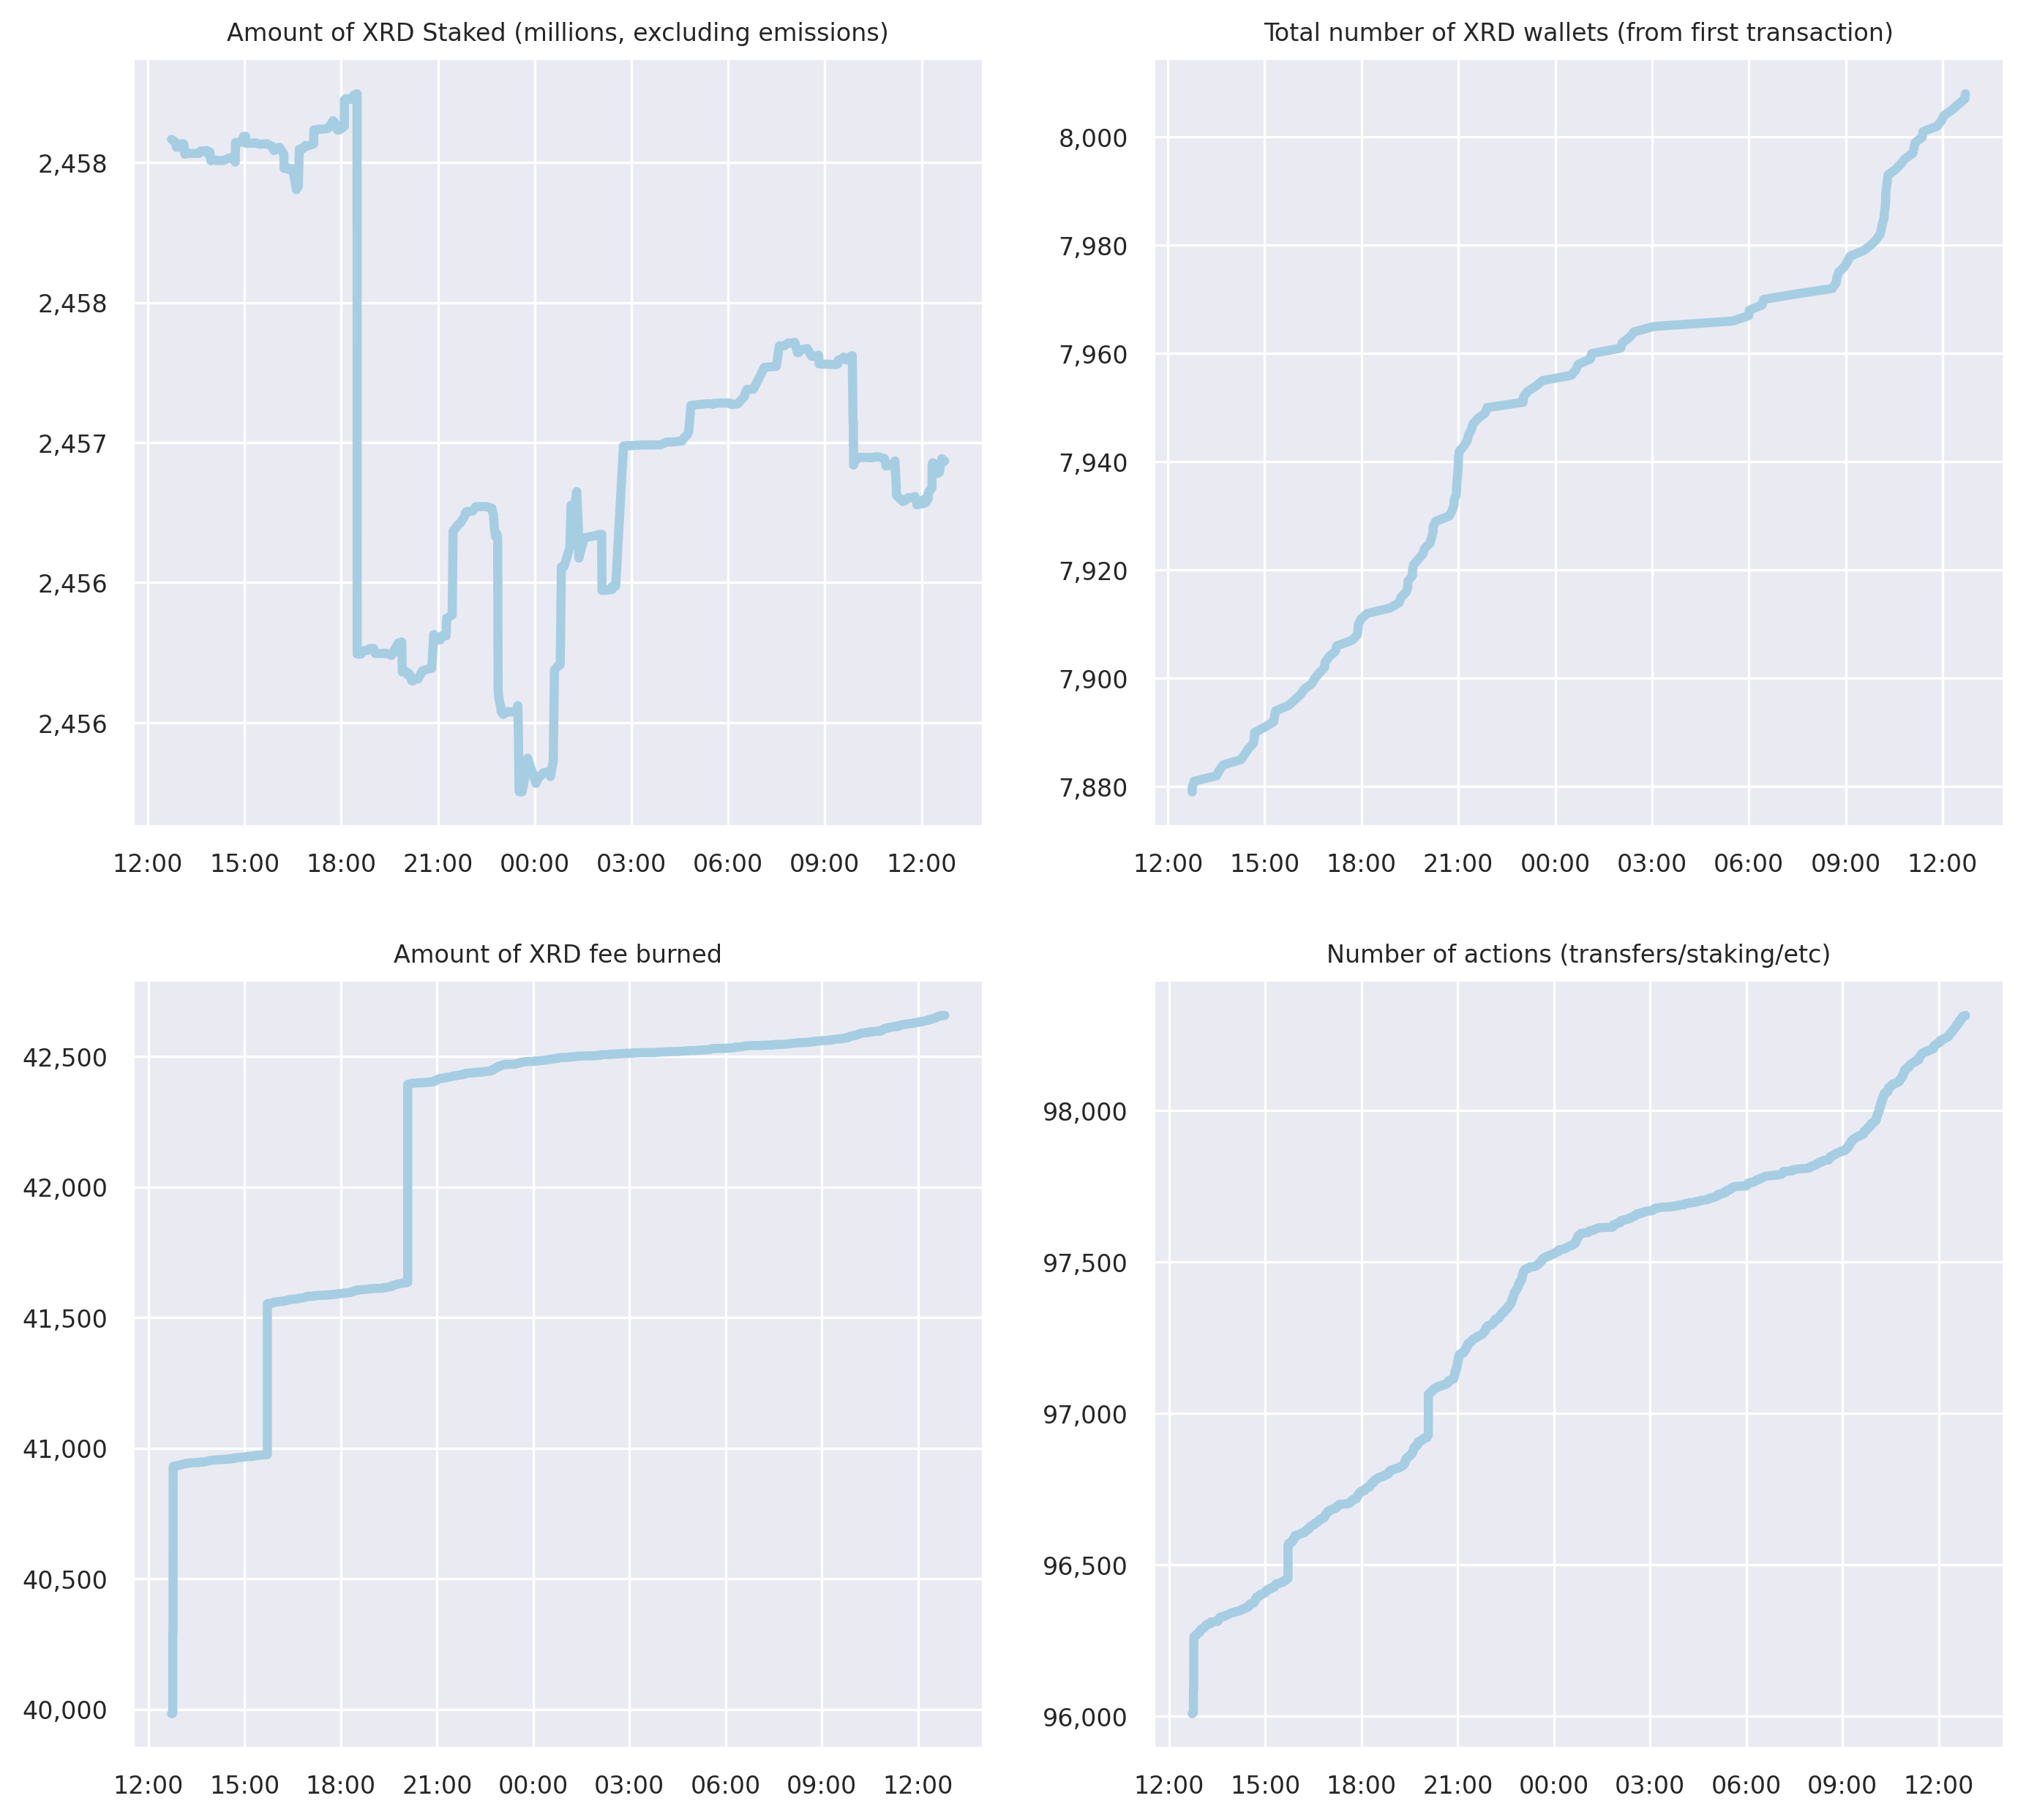 Amount of XRD Staked (millions, excluding emissions)
2,458
2,458
2,457
2,456
2,456
12:00 15:00 18:00 21:00 00:00 03:00 06:00 09:00 12:00
Total number of XRD wallets (from first transaction)
8,000
7,980
7,960
7,940
7,920
7,900
7,880
12:00 15:00 18:00 21:00 00:00 03:00 06:00 09:00 12:00
Amount of XRD fee burned
42,500
42,000
41,500
41,000
40,500
40,000
12:00 15:00 18:00 21:00 00:00 03:00 06:00 09:00 12:00
Number of actions (transfers/staking/etc)
98,000
97,500
97,000
96,500
96,000
12:00 15:00 18:00 21:00 00:00 03:00 06:00 09:00 12:00